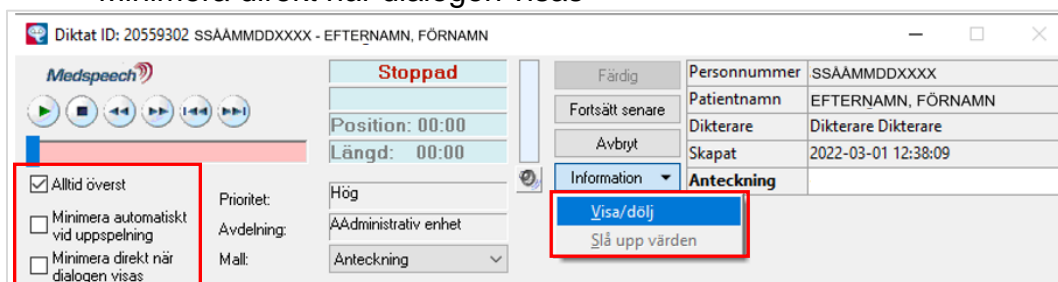 Minimera direkt när dialogen visas
Diktat ID: 20559302 SSÅÅMMDDXXXX - EFTERNAMN, FÖRNAMN
Medspeech
Stoppad
Position: 00:00
Längd: 00:00
Färdig
Fortsätt senare
Avbryt
Information
Visa/dölj
Slå upp värden
Personnummer SSÅÅMMDDXXXX
Patientnamn EFTERNAMN, FÖRNAMN
Dikterare Dikterare Dikterare
Skapat 2022-03-01 12:38:09
Anteckning
Alltid överst
Minimera automatiskt
vid uppspelning
Minimera direkt när
dialogen visas
Prioritet: Hög
Avdelning: AAdministrativ enhet
Mall: Anteckning